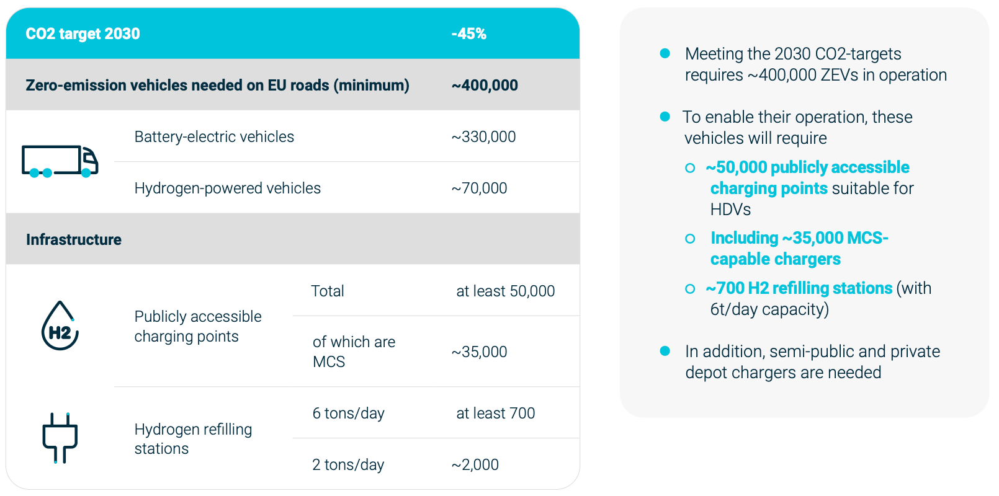 CO2 target 2030 -45%
Zero-emission vehicles needed on EU roads (minimum) ~400,000
Battery-electric vehicles ~330,000
Hydrogen-powered vehicles ~70,000
Infrastructure
H2
Publicly accessible
charging points
Total at least 50,000
of which are
MCS
~35,000
Hydrogen refilling
stations
6 tons/day at least 700
2 tons/day ~2,000
Meeting the 2030 CO2-targets
requires ~400,000 ZEVs in operation
To enable their operation, these
vehicles will require
~50,000 publicly accessible
charging points suitable for
HDVs
Including ~35,000 MCS-
capable chargers
~700 H2 refilling stations (with
6t/day capacity)
In addition, semi-public and private
depot chargers are needed